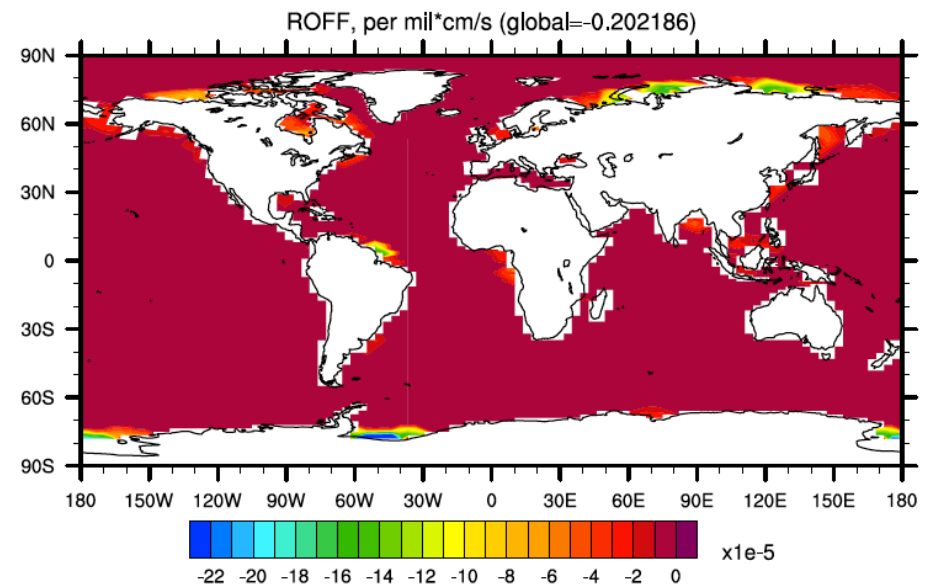 ROFF, per mil*cm/s (global=-0.202186)
90N
60N
30N
0
30S
60S
90S
180 150W 120W 90W 60W 30W 0 30E 60E 90E 120E 150E 180
x1e-5
-22 -20 -18 -16 -14 -12 -10 -8 -6 -4 -2 0